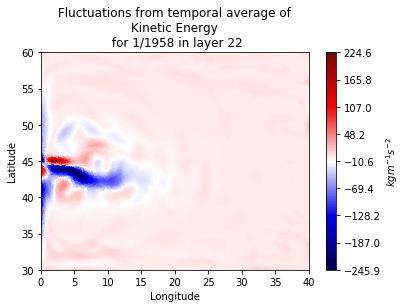 Fluctuations from temporal average of
Kinetic Energy
for 1/1958 in layer 22
60
55
50
45
40
35
30
Latitude
0 5 10 15 20 25 30 35 40
Longitude
224.6
165.8
107.0
48.2
−10.6
−69.4
−128.2
−187.0
−245.9
kgm⁻¹s⁻²